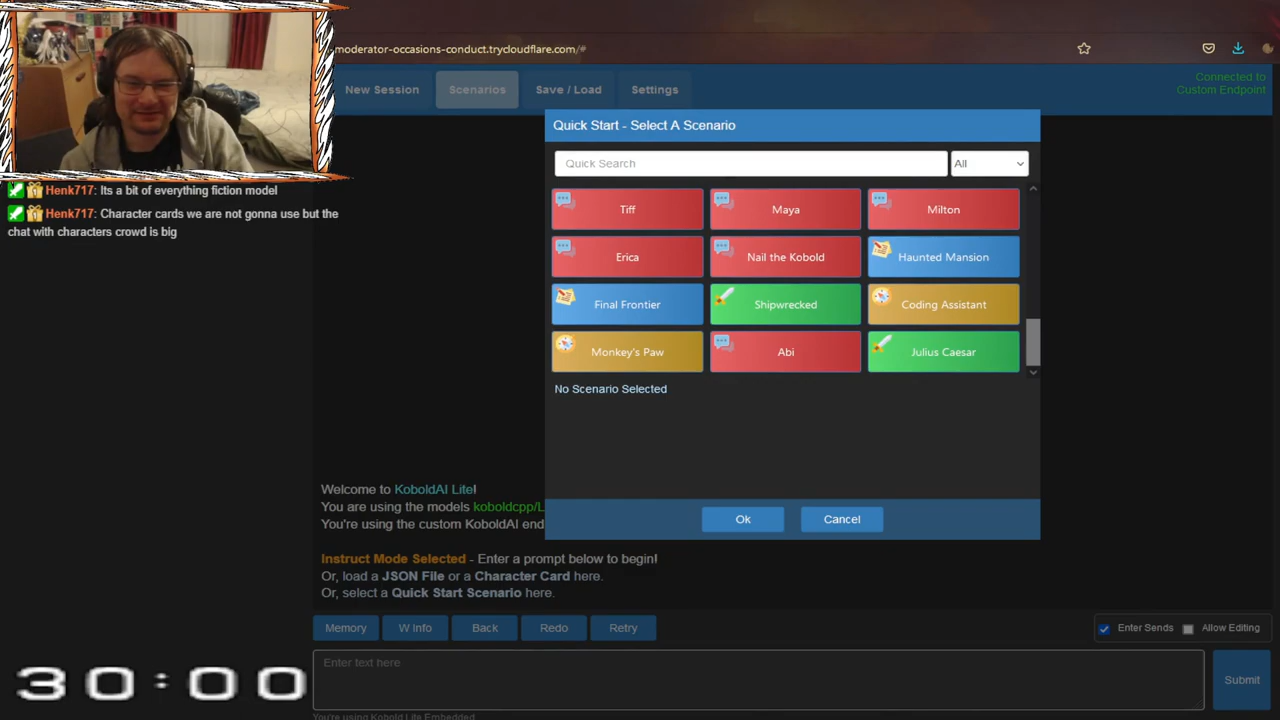 moderator-occasions-conduct.trycloudflare.com/#
New Session
Scenarios
Save / Load
Settings
Connected to
Custom Endpoint
Quick Start - Select A Scenario
Quick Search
All
Henk717: Its a bit of everything fiction model
Henk717: Character cards we are not gonna use but the
chat with characters crowd is big
Tiff
Maya
Milton
Erica
Nail the Kobold
Haunted Mansion
Final Frontier
Shipwrecked
Coding Assistant
Monkey's Paw
Abi
Julius Caesar
No Scenario Selected
Ok
Cancel
Welcome to KoboldAI Lite!
You are using the models koboldcpp/L
You're using the custom KoboldAI end
Instruct Mode Selected - Enter a prompt below to begin!
Or, load a JSON File or a Character Card here.
Or, select a Quick Start Scenario here.
Memory
W Info
Back
Redo
Retry
Enter Sends
Allow Editing
Enter text here
Submit
30:00
You're using Kobold Lite Embedded